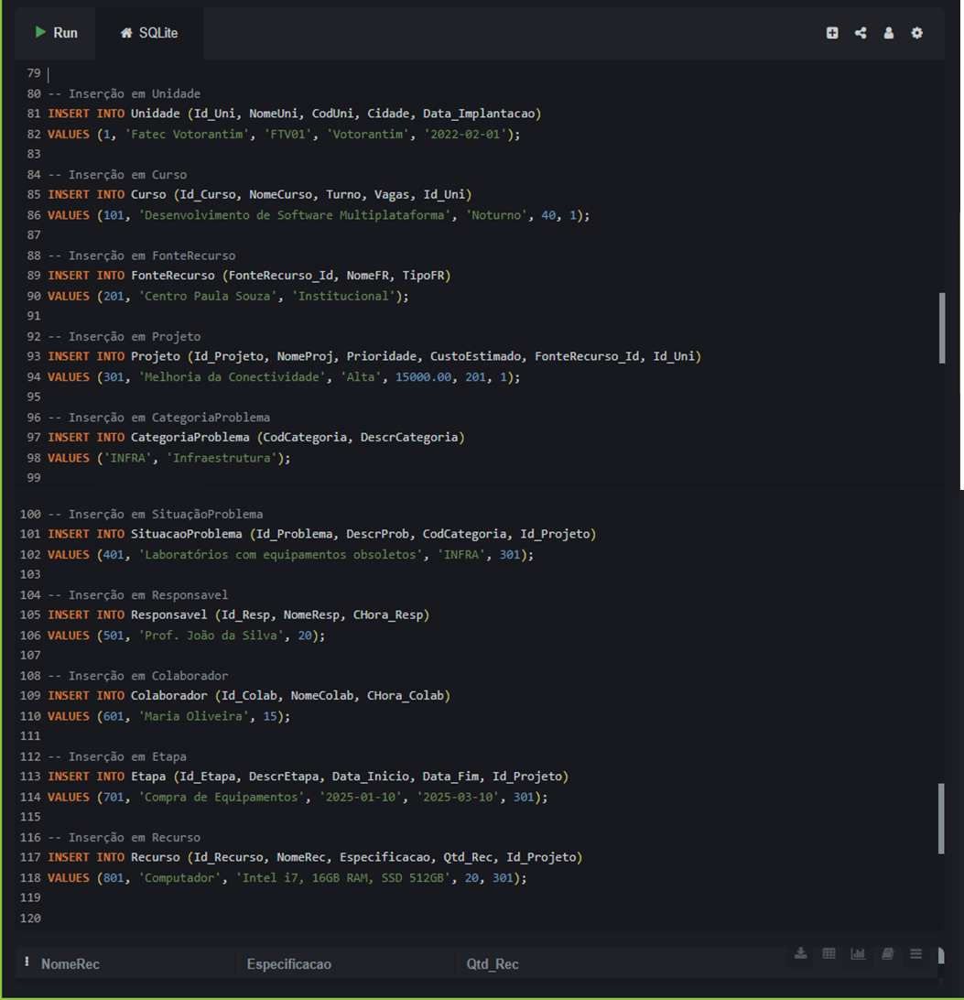 Run SQLite
79
80 -- Inserção em Unidade
81 INSERT INTO Unidade (Id_Uni, NomeUni, CodUni, Cidade, Data_Implantacao)
82 VALUES (1, 'Fatec Votorantim', 'FTV01', 'Votorantim', '2022-02-01');
83
84 -- Inserção em Curso
85 INSERT INTO Curso (Id_Curso, NomeCurso, Turno, Vagas, Id_Uni)
86 VALUES (101, 'Desenvolvimento de Software Multiplataforma', 'Noturno', 40, 1);
87
88 -- Inserção em FonteRecurso
89 INSERT INTO FonteRecurso (FonteRecurso_Id, NomeFR, TipoFR)
90 VALUES (201, 'Centro Paula Souza', 'Institucional');
91
92 -- Inserção em Projeto
93 INSERT INTO Projeto (Id_Projeto, NomeProj, Prioridade, CustoEstimado, FonteRecurso_Id, Id_Uni)
94 VALUES (301, 'Melhoria da Conectividade', 'Alta', 15000.00, 201, 1);
95
96 -- Inserção em CategoriaProblema
97 INSERT INTO CategoriaProblema (CodCategoria, DescrCategoria)
98 VALUES ('INFRA', 'Infraestrutura');
99
100 -- Inserção em SituaçãoProblema
101 INSERT INTO SituacaoProblema (Id_Problema, DescrProb, CodCategoria, Id_Projeto)
102 VALUES (401, 'Laboratórios com equipamentos obsoletos', 'INFRA', 301);
103
104 -- Inserção em Responsavel
105 INSERT INTO Responsavel (Id_Resp, NomeResp, CHora_Resp)
106 VALUES (501, 'Prof. João da Silva', 20);
107
108 -- Inserção em Colaborador
109 INSERT INTO Colaborador (Id_Colab, NomeColab, CHora_Colab)
110 VALUES (601, 'Maria Oliveira', 15);
111
112 -- Inserção em Etapa
113 INSERT INTO Etapa (Id_Etapa, DescrEtapa, Data_Inicio, Data_Fim, Id_Projeto)
114 VALUES (701, 'Compra de Equipamentos', '2025-01-10', '2025-03-10', 301);
115
116 -- Inserção em Recurso
117 INSERT INTO Recurso (Id_Recurso, NomeRec, Especificacao, Qtd_Rec, Id_Projeto)
118 VALUES (801, 'Computador', 'Intel i7, 16GB RAM, SSD 512GB', 20, 301);
119
120
NomeRec Especificacao Qtd_Rec